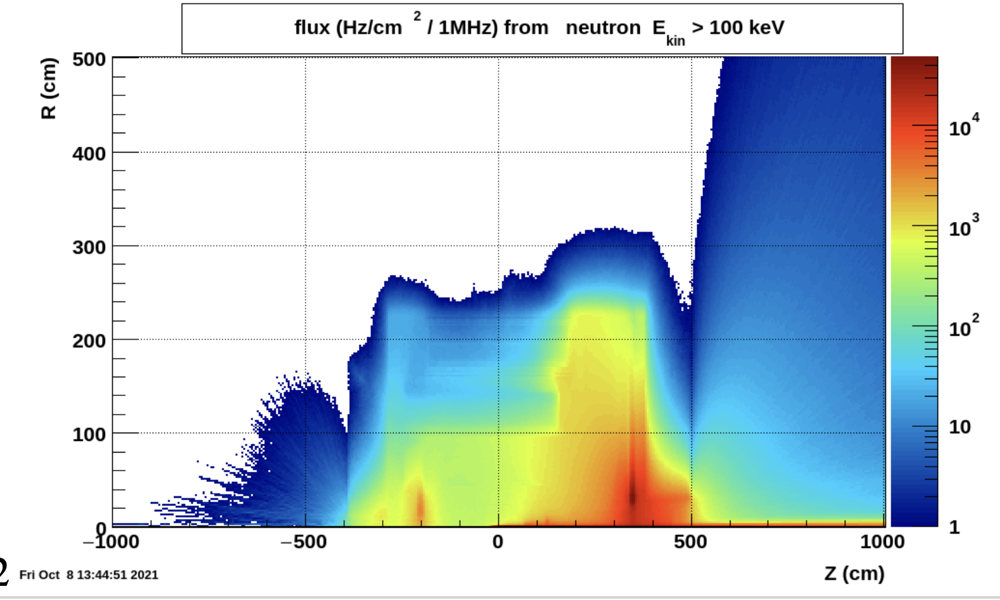 flux (Hz/cm 2 / 1MHz) from neutron Ekin > 100 keV
R (cm)
500
400
300
200
100
0
−1000 −500 0 500 1000
Z (cm)
10^4
10^3
10^2
10
1
2 Fri Oct 8 13:44:51 2021